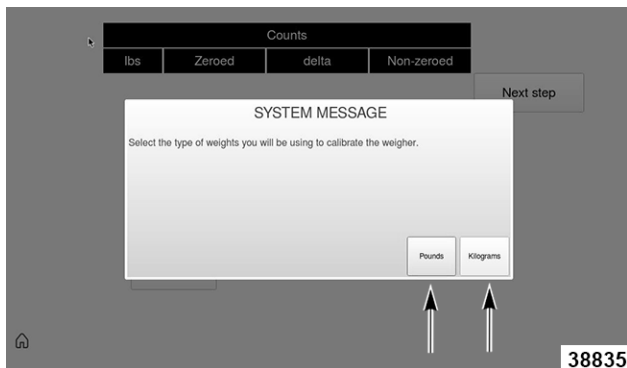 Counts
lbs Zeroed delta Non-zeroed
Next step
SYSTEM MESSAGE
Select the type of weights you will be using to calibrate the weigher.
Pounds Kilograms
38835